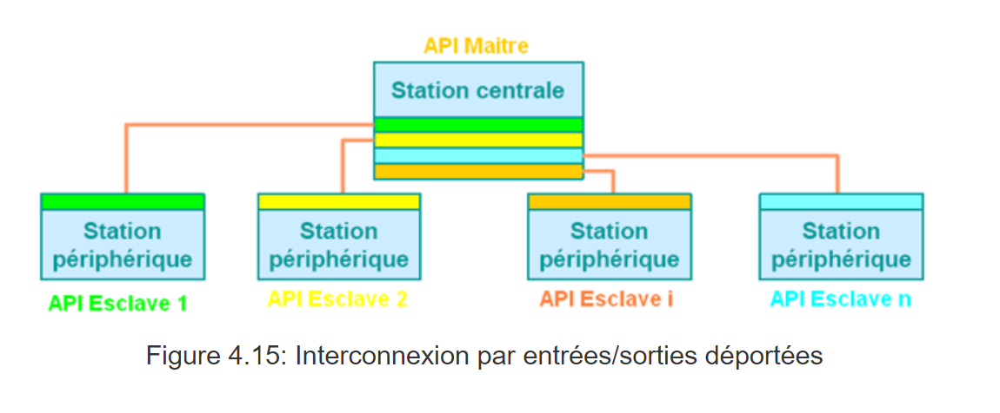 API Maitre
Station centrale
Station
périphérique
API Esclave 1
Station
périphérique
API Esclave 2
Station
périphérique
API Esclave i
Station
périphérique
API Esclave n
Figure 4.15: Interconnexion par entrées/sorties déportées